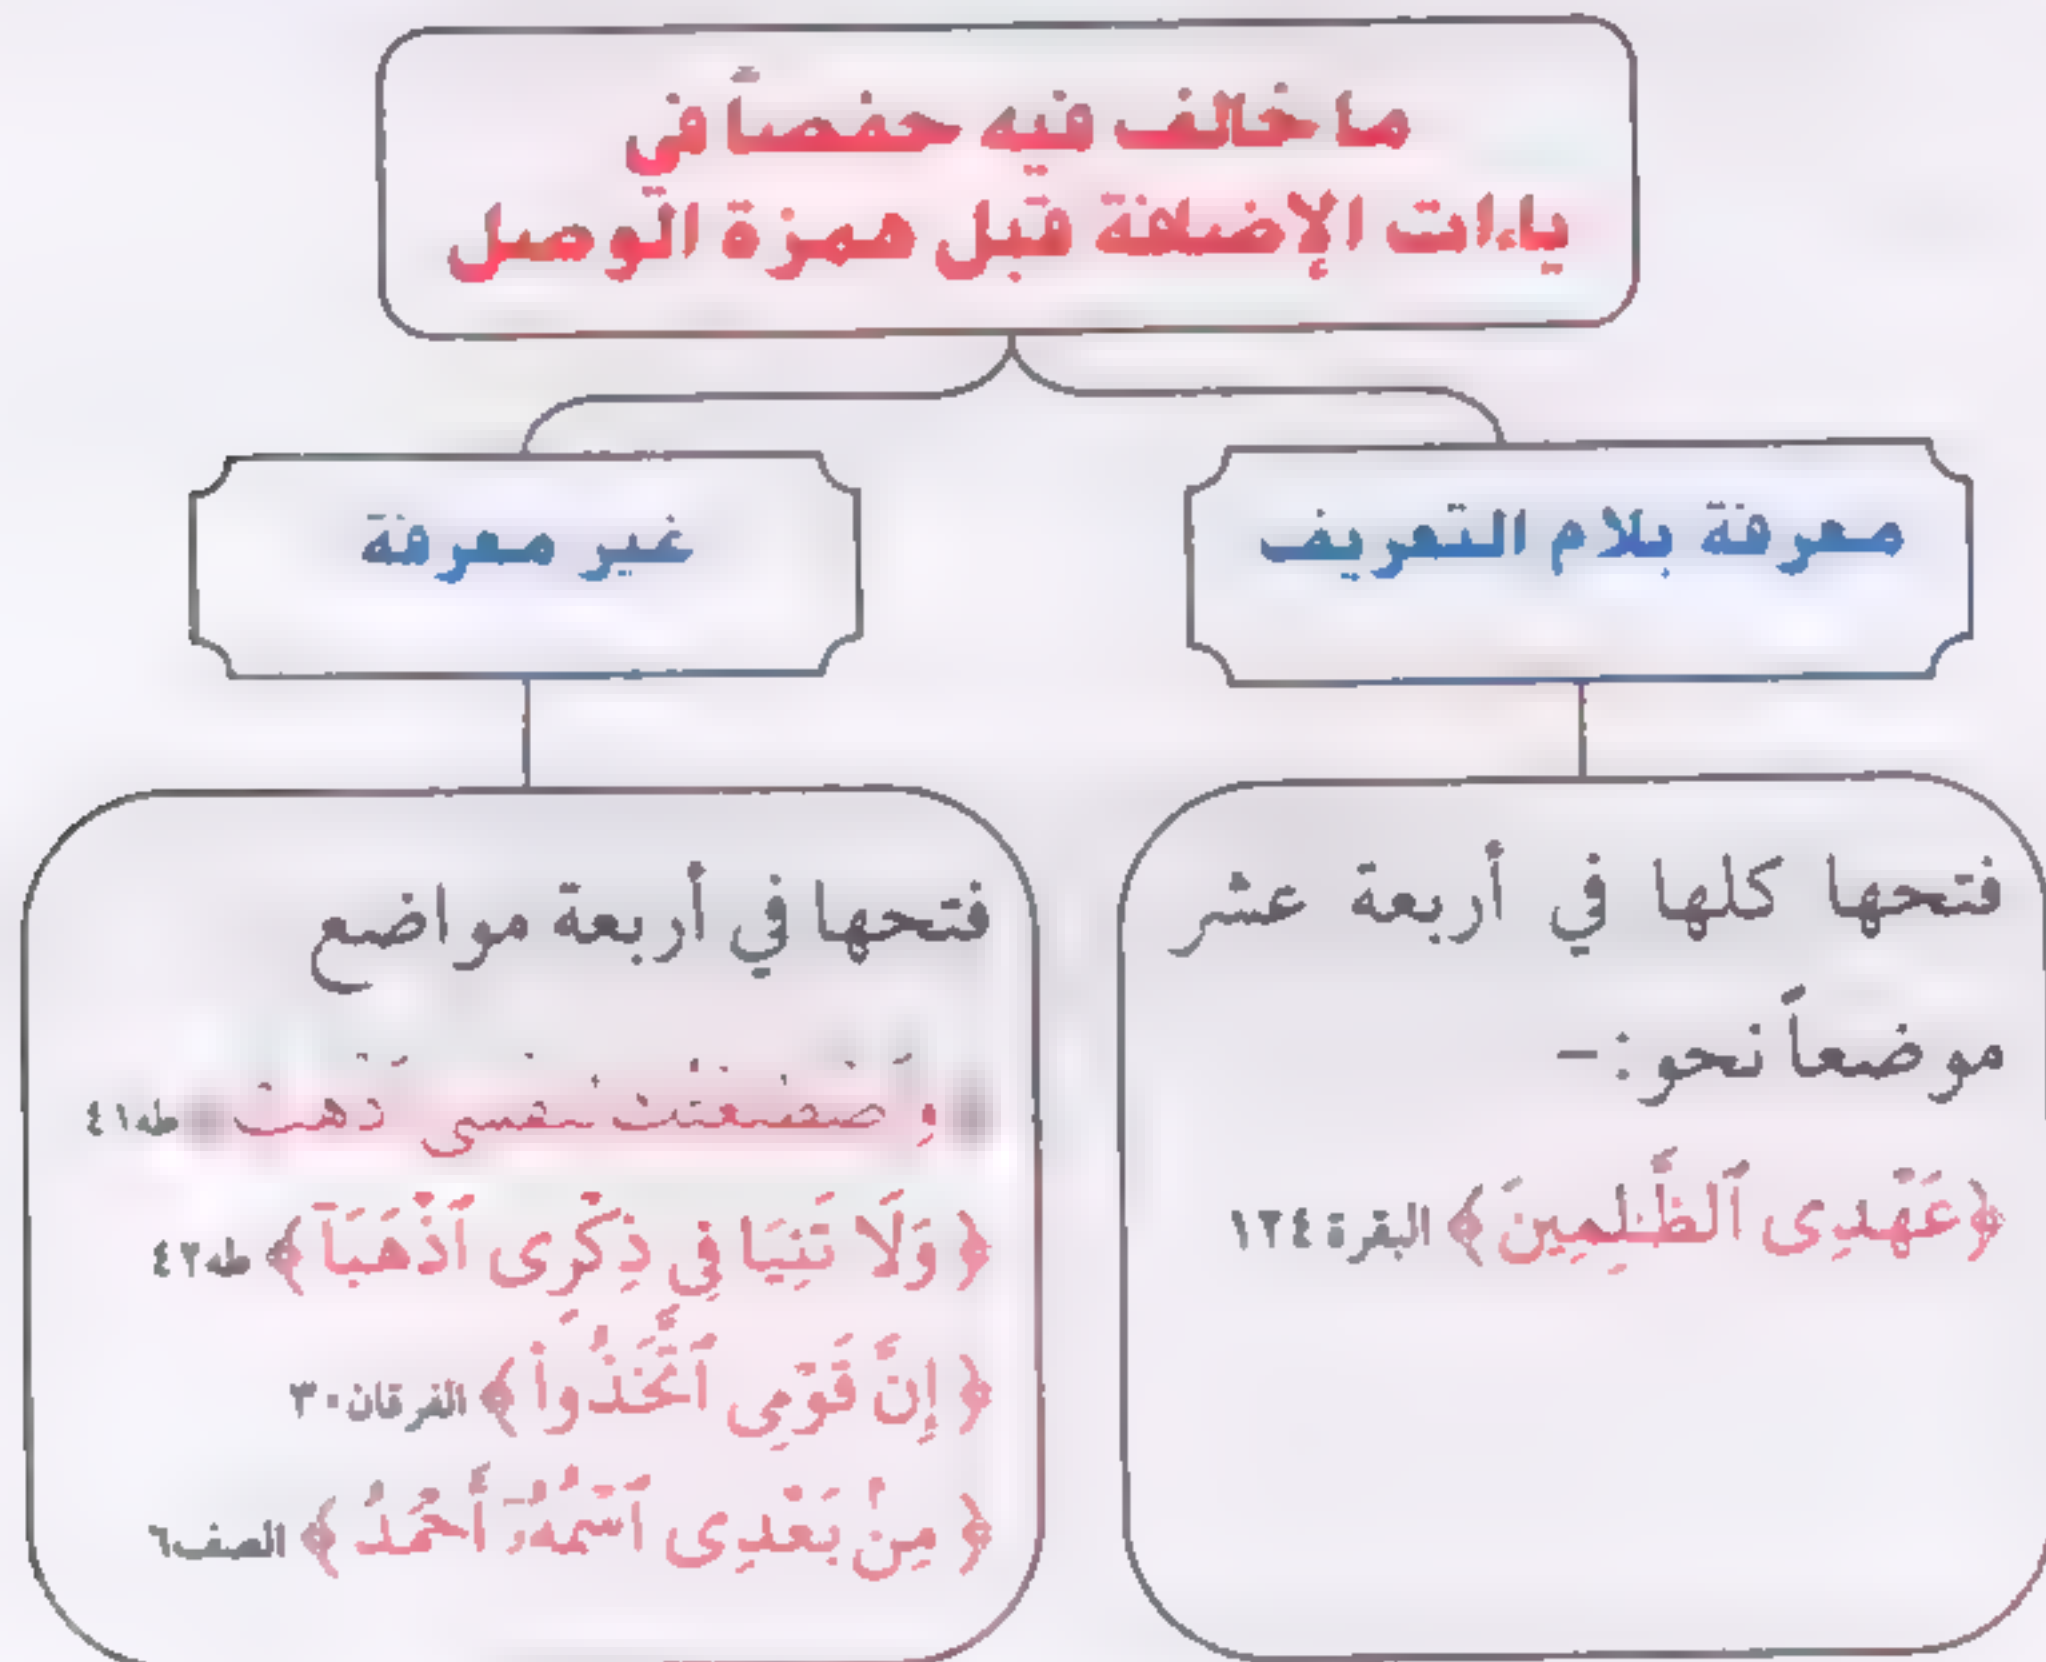 ما خالف فيه حفصاً في
ياءات الإضافة قبل همزة الوصل
معرفة بلام التعريف
غير معرفة
فتحها كلها في أربعة عشر
موضعاً نحو: -
﴿عَهْدِى ٱلظَّٰلِمِينَ﴾ البقرة ١٢٤
فتحها في أربعة مواضع
طه ٤١
﴿وَلَا تَنِيَا فِى ذِكْرِى ٱذْهَبَآ﴾ طه ٤٢
﴿إِنَّ قَوْمِى ٱتَّخَذُوا۟﴾ الفرقان ٣٠
﴿مِنۢ بَعْدِى ٱسْمُهُۥٓ أَحْمَدُ﴾ الصف ٦